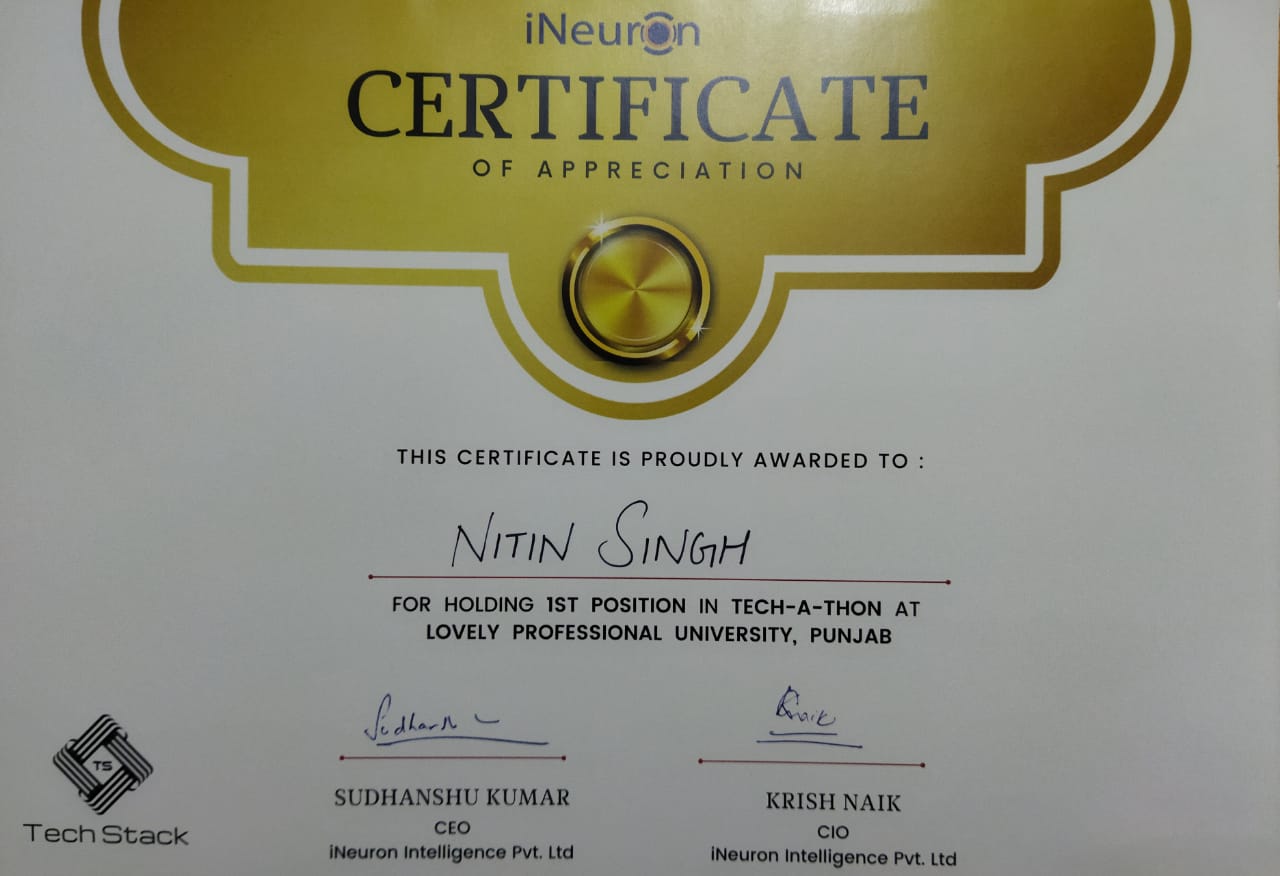 iNeuron
CERTIFICATE
OF APPRECIATION
THIS CERTIFICATE IS PROUDLY AWARDED TO :
NITIN SINGH
FOR HOLDING 1ST POSITION IN TECH-A-THON AT
LOVELY PROFESSIONAL UNIVERSITY, PUNJAB
Sudhansh
Knaik
SUDHANSHU KUMAR
KRISH NAIK
CEO
CIO
iNeuron Intelligence Pvt. Ltd
iNeuron Intelligence Pvt. Ltd
TS
Tech Stack